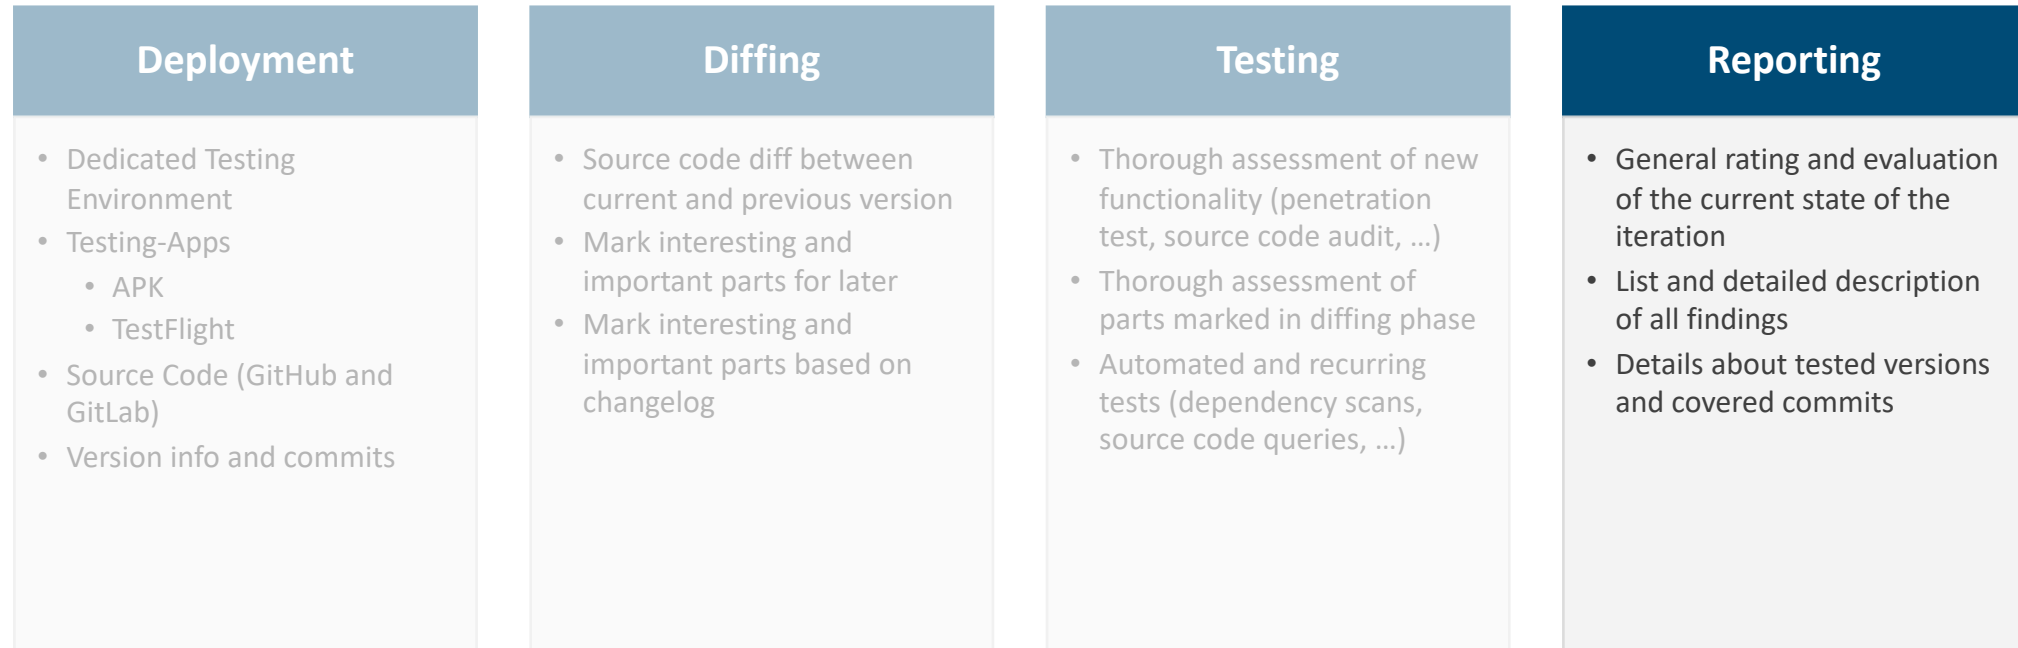 Deployment
• Dedicated Testing
Environment
• Testing-Apps
• APK
• TestFlight
• Source Code (GitHub and
GitLab)
• Version info and commits
Diffing
• Source code diff between
current and previous version
• Mark interesting and
important parts for later
• Mark interesting and
important parts based on
changelog
Testing
• Thorough assessment of new
functionality (penetration
test, source code audit, ...)
• Thorough assessment of
parts marked in diffing phase
• Automated and recurring
tests (dependency scans,
source code queries, ...)
Reporting
• General rating and evaluation
of the current state of the
iteration
• List and detailed description
of all findings
• Details about tested versions
and covered commits